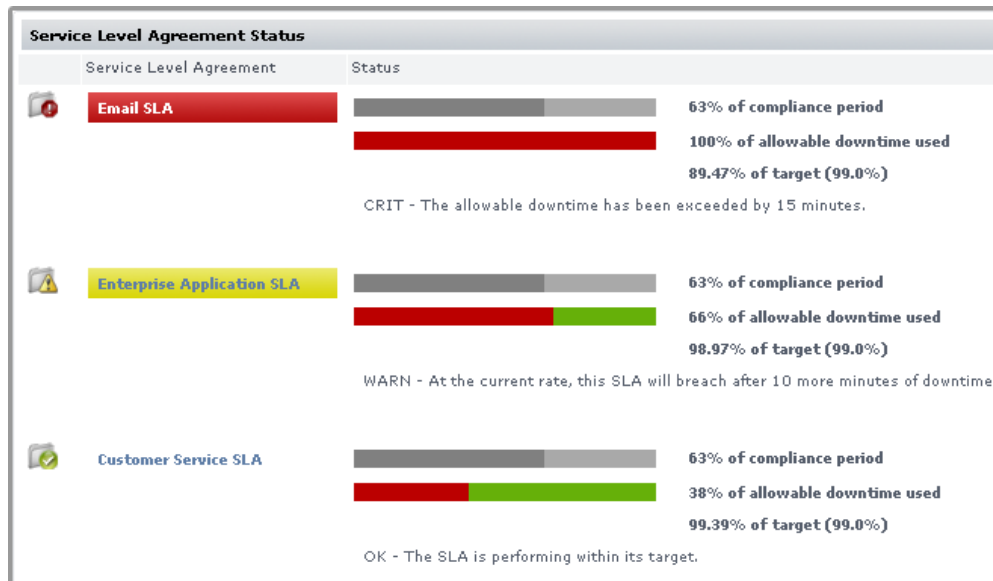 Service Level Agreement Status
Service Level Agreement Status
Email SLA 63% of compliance period
100% of allowable downtime used
89.47% of target (99.0%)
CRIT - The allowable downtime has been exceeded by 15 minutes.
Enterprise Application SLA 63% of compliance period
66% of allowable downtime used
98.97% of target (99.0%)
WARN - At the current rate, this SLA will breach after 10 more minutes of downtime
Customer Service SLA 63% of compliance period
38% of allowable downtime used
99.39% of target (99.0%)
OK - The SLA is performing within its target.